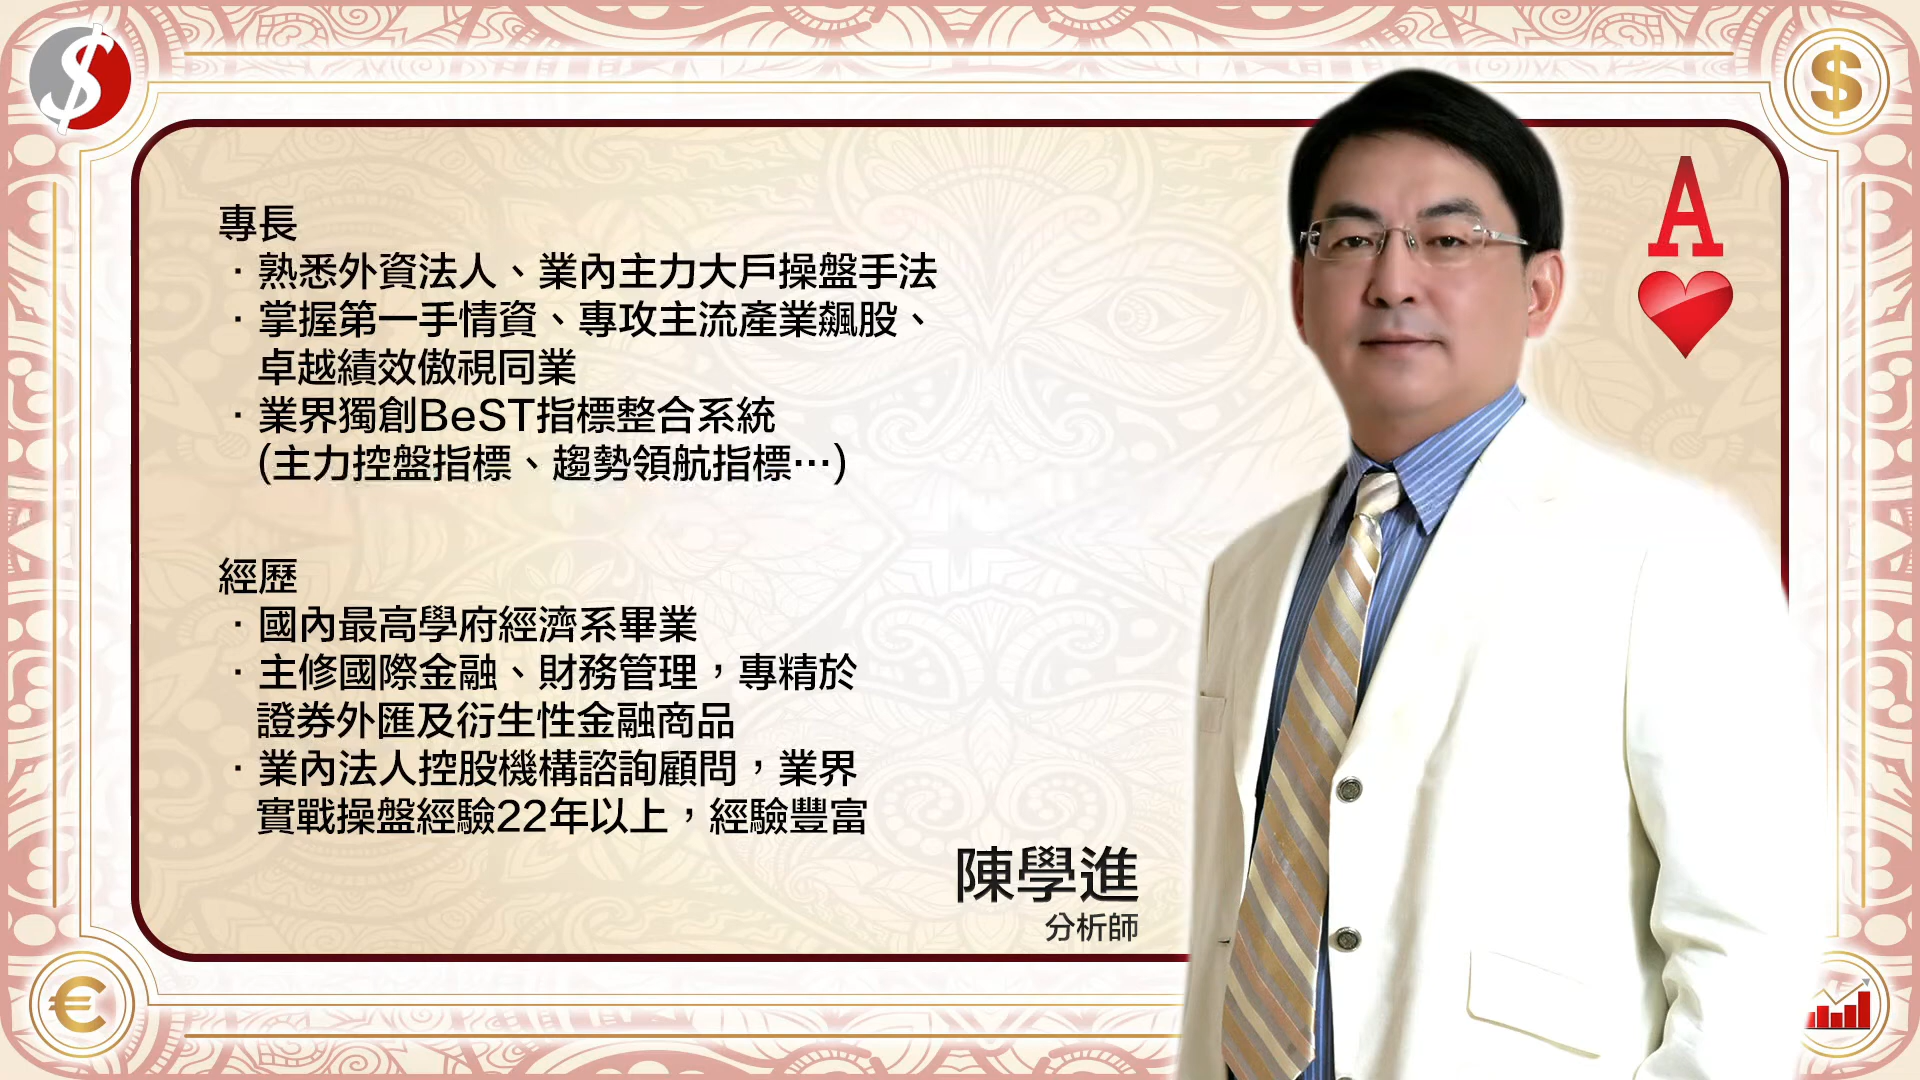 專長
·熟悉外資法人、業內主力大戶操盤手法
·掌握第一手情資、專攻主流產業飆股、
卓越績效傲視同業
·業界獨創BeST指標整合系統
(主力控盤指標、趨勢領航指標…)
A
經歷
·國內最高學府經濟系畢業
·主修國際金融、財務管理，專精於
證券外匯及衍生性金融商品
·業內法人控股機構諮詢顧問，業界
實戰操盤經驗22年以上，經驗豐富
陳學進
分析師